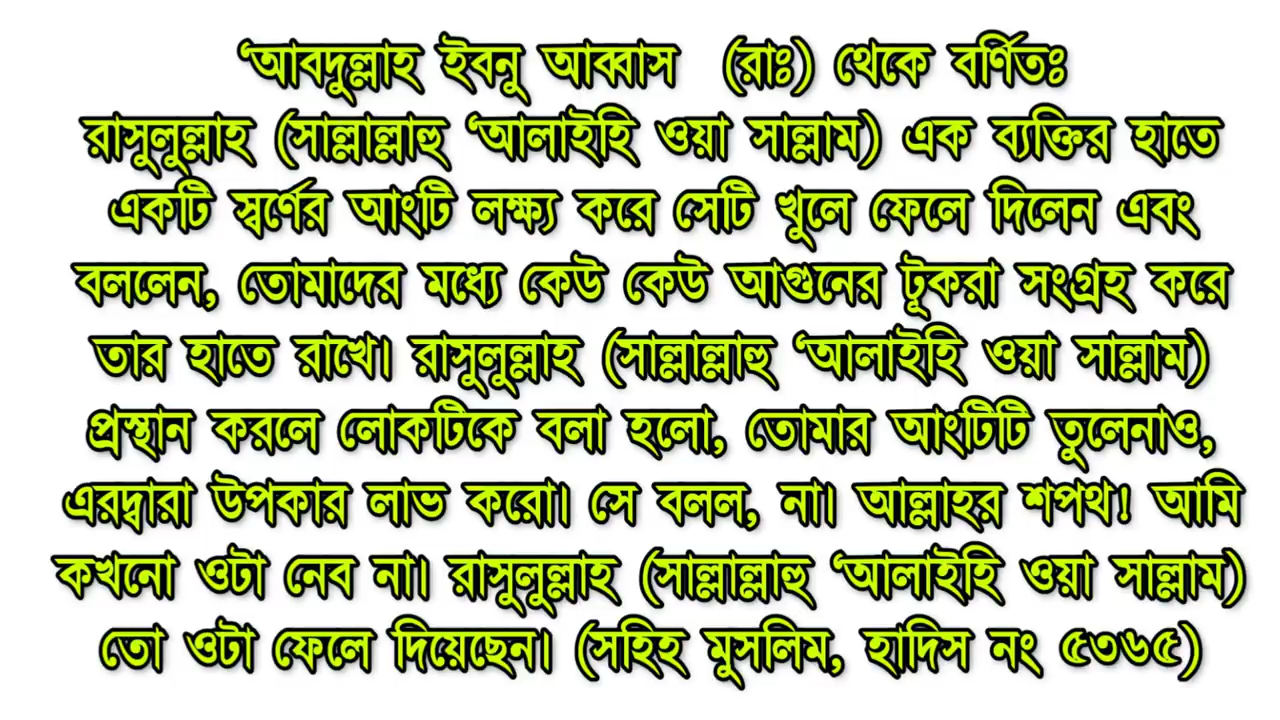 ‘আবদুল্লাহ ইবনু আব্বাস (রাঃ) থেকে বর্ণিতঃ
রাসুলুল্লাহ (সাল্লাল্লাহু ‘আলাইহি ওয়া সাল্লাম) এক ব্যক্তির হাতে
একটি স্বর্ণের আংটি লক্ষ্য করে সেটি খুলে ফেলে দিলেন এবং
বললেন, তোমাদের মধ্যে কেউ কেউ আগুনের টূকরা সংগ্রহ করে
তার হাতে রাখে। রাসুলুল্লাহ (সাল্লাল্লাহু ‘আলাইহি ওয়া সাল্লাম)
প্রস্থান করলে লোকটিকে বলা হলো, তোমার আংটিটি তুলেনাও,
এরদ্বারা উপকার লাভ করো। সে বলল, না। আল্লাহর শপথ! আমি
কখনো ওটা নেব না। রাসুলুল্লাহ (সাল্লাল্লাহু ‘আলাইহি ওয়া সাল্লাম)
তো ওটা ফেলে দিয়েছেন। (সহিহ মুসলিম, হাদিস নং ৫৩৬৫)